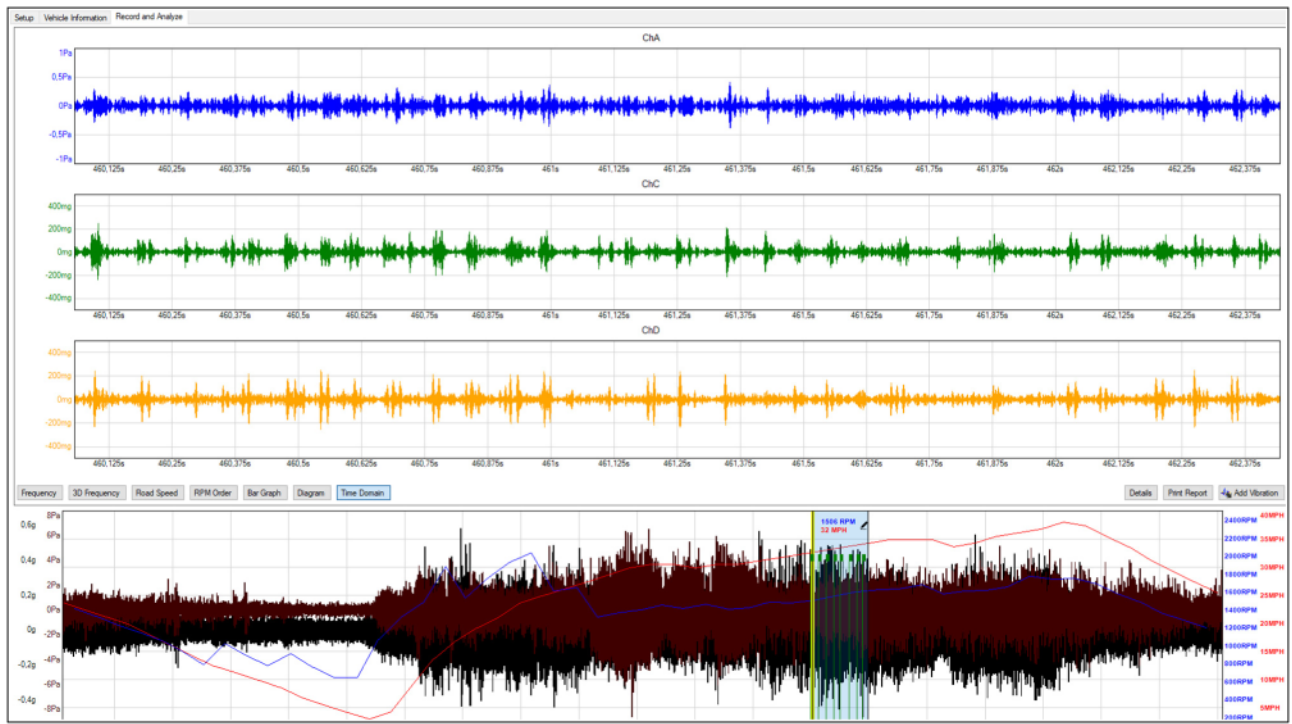 Setup Vehicle Information Record and Analyze
ChA
1Pa
0,5Pa
0Pa
-0,5Pa
-1Pa
460,125s 460,25s 460,375s 460,5s 460,625s 460,75s 460,875s 461s 461,125s 461,25s 461,375s 461,5s 461,625s 461,75s 461,875s 462s 462,125s 462,25s 462,375s
ChC
400mg
200mg
0mg
-200mg
-400mg
460,125s 460,25s 460,375s 460,5s 460,625s 460,75s 460,875s 461s 461,125s 461,25s 461,375s 461,5s 461,625s 461,75s 461,875s 462s 462,125s 462,25s 462,375s
ChD
400mg
200mg
0mg
-200mg
-400mg
460,125s 460,25s 460,375s 460,5s 460,625s 460,75s 460,875s 461s 461,125s 461,25s 461,375s 461,5s 461,625s 461,75s 461,875s 462s 462,125s 462,25s 462,375s
Frequency 3D Frequency Road Speed RPM Order Bar Graph Diagram Time Domain Details Print Report Add Vibration
0.6g
0.4g
0.2g
0g
-0.2g
-0.4g
8Pa
6Pa
4Pa
2Pa
0Pa
-2Pa
-4Pa
-6Pa
-8Pa
1506 RPM
32 MPH
2400RPM
2200RPM
2000RPM
1800RPM
1600RPM
1400RPM
1200RPM
1000RPM
800RPM
600RPM
400RPM
200RPM
40MPH
35MPH
30MPH
25MPH
20MPH
15MPH
10MPH
5MPH